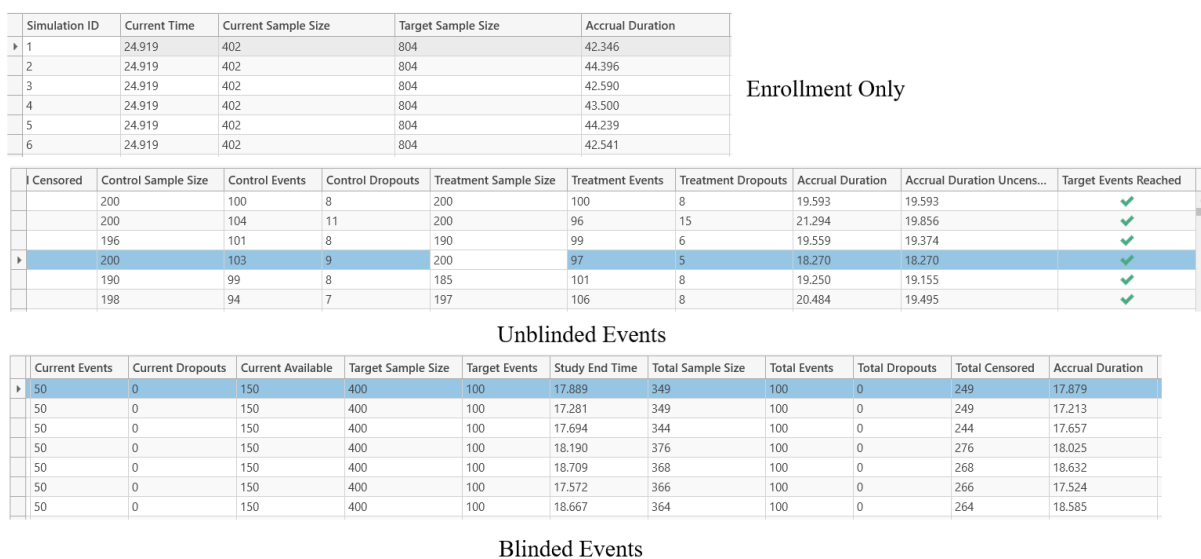 Simulation ID Current Time Current Sample Size Target Sample Size Accrual Duration
1 24.919 402 804 42.346
2 24.919 402 804 44.396
3 24.919 402 804 42.590
4 24.919 402 804 43.500
5 24.919 402 804 44.239
6 24.919 402 804 42.541
Enrollment Only
l Censored Control Sample Size Control Events Control Dropouts Treatment Sample Size Treatment Events Treatment Dropouts Accrual Duration Accrual Duration Uncens... Target Events Reached
200 100 8 200 100 8 19.593 19.593
200 104 11 200 96 15 21.294 19.856
196 101 8 190 99 6 19.559 19.374
200 103 9 200 97 5 18.270 18.270
190 99 8 185 101 8 19.250 19.155
198 94 7 197 106 8 20.484 19.495
Unblinded Events
Current Events Current Dropouts Current Available Target Sample Size Target Events Study End Time Total Sample Size Total Events Total Dropouts Total Censored Accrual Duration
50 0 150 400 100 17.889 349 100 0 249 17.879
50 0 150 400 100 17.281 349 100 0 249 17.213
50 0 150 400 100 17.694 344 100 0 244 17.657
50 0 150 400 100 18.190 376 100 0 276 18.025
50 0 150 400 100 18.709 368 100 0 268 18.632
50 0 150 400 100 17.572 366 100 0 266 17.524
50 0 150 400 100 18.667 364 100 0 264 18.585
Blinded Events